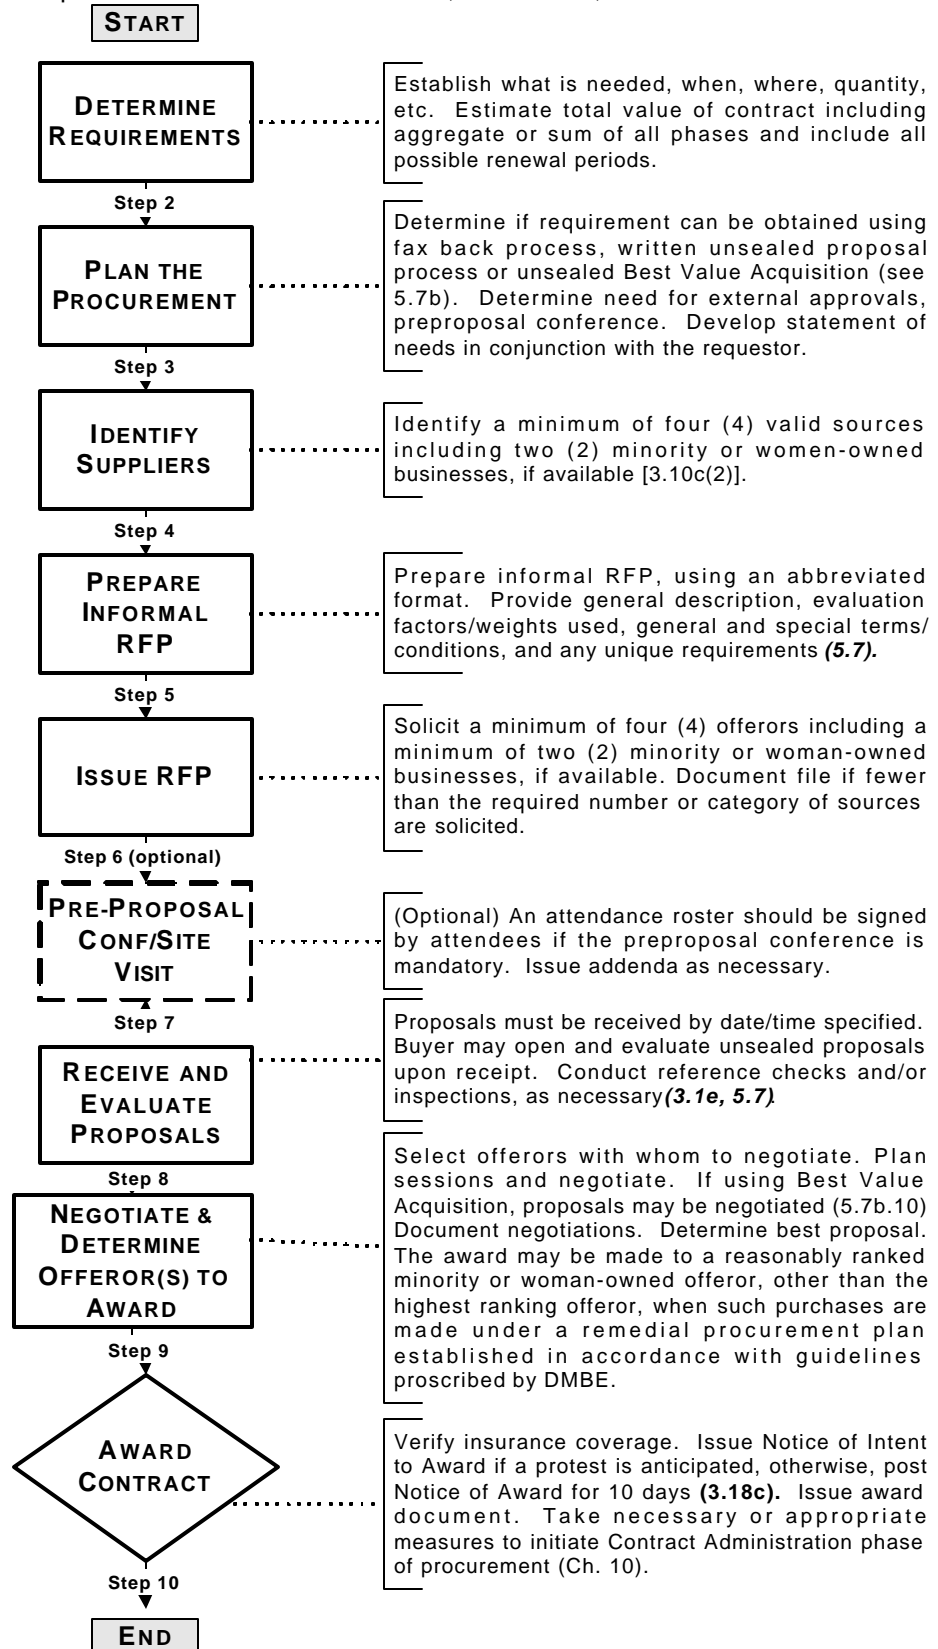 START
DETERMINE
REQUIREMENTS
Establish what is needed, when, where, quantity,
etc. Estimate total value of contract including
aggregate or sum of all phases and include all
possible renewal periods.
Step 2
PLAN THE
PROCUREMENT
Determine if requirement can be obtained using
fax back process, written unsealed proposal
process or unsealed Best Value Acquisition (see
5.7b). Determine need for external approvals,
preproposal conference. Develop statement of
needs in conjunction with the requestor.
Step 3
IDENTIFY
SUPPLIERS
Identify a minimum of four (4) valid sources
including two (2) minority or women-owned
businesses, if available [3.10c(2)].
Step 4
PREPARE
INFORMAL
RFP
Prepare informal RFP, using an abbreviated
format. Provide general description, evaluation
factors/weights used, general and special terms/
conditions, and any unique requirements (5.7).
Step 5
ISSUE RFP
Solicit a minimum of four (4) offerors including a
minimum of two (2) minority or woman-owned
businesses, if available. Document file if fewer
than the required number or category of sources
are solicited.
Step 6 (optional)
PRE-PROPOSAL
CONF/SITE
VISIT
(Optional) An attendance roster should be signed
by attendees if the preproposal conference is
mandatory. Issue addenda as necessary.
Step 7
RECEIVE AND
EVALUATE
PROPOSALS
Proposals must be received by date/time specified.
Buyer may open and evaluate unsealed proposals
upon receipt. Conduct reference checks and/or
inspections, as necessary(3.1e, 5.7)
Step 8
NEGOTIATE &
DETERMINE
OFFEROR(S) TO
AWARD
Select offerors with whom to negotiate. Plan
sessions and negotiate. If using Best Value
Acquisition, proposals may be negotiated (5.7b.10)
Document negotiations. Determine best proposal.
The award may be made to a reasonably ranked
minority or woman-owned offeror, other than the
highest ranking offeror, when such purchases are
made under a remedial procurement plan
established in accordance with guidelines
proscribed by DMBE.
Step 9
AWARD
CONTRACT
Verify insurance coverage. Issue Notice of Intent
to Award if a protest is anticipated, otherwise, post
Notice of Award for 10 days (3.18c). Issue award
document. Take necessary or appropriate
measures to initiate Contract Administration phase
of procurement (Ch. 10).
Step 10
END